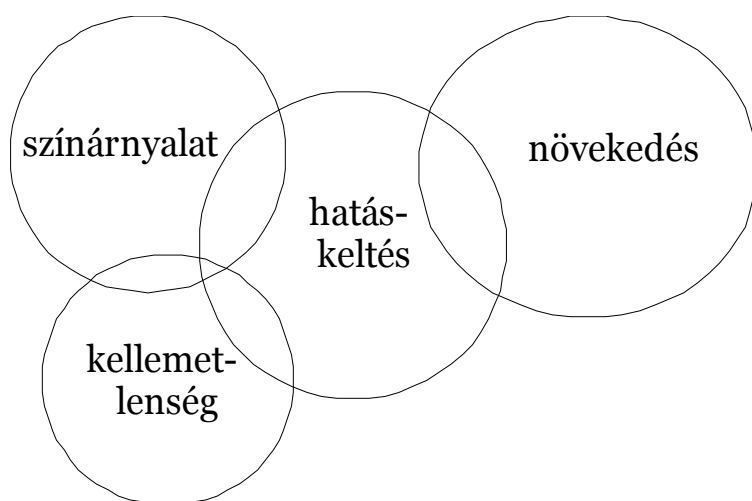 színárnyalat
növekedés
hatás-
keltés
kellemet-
lenség